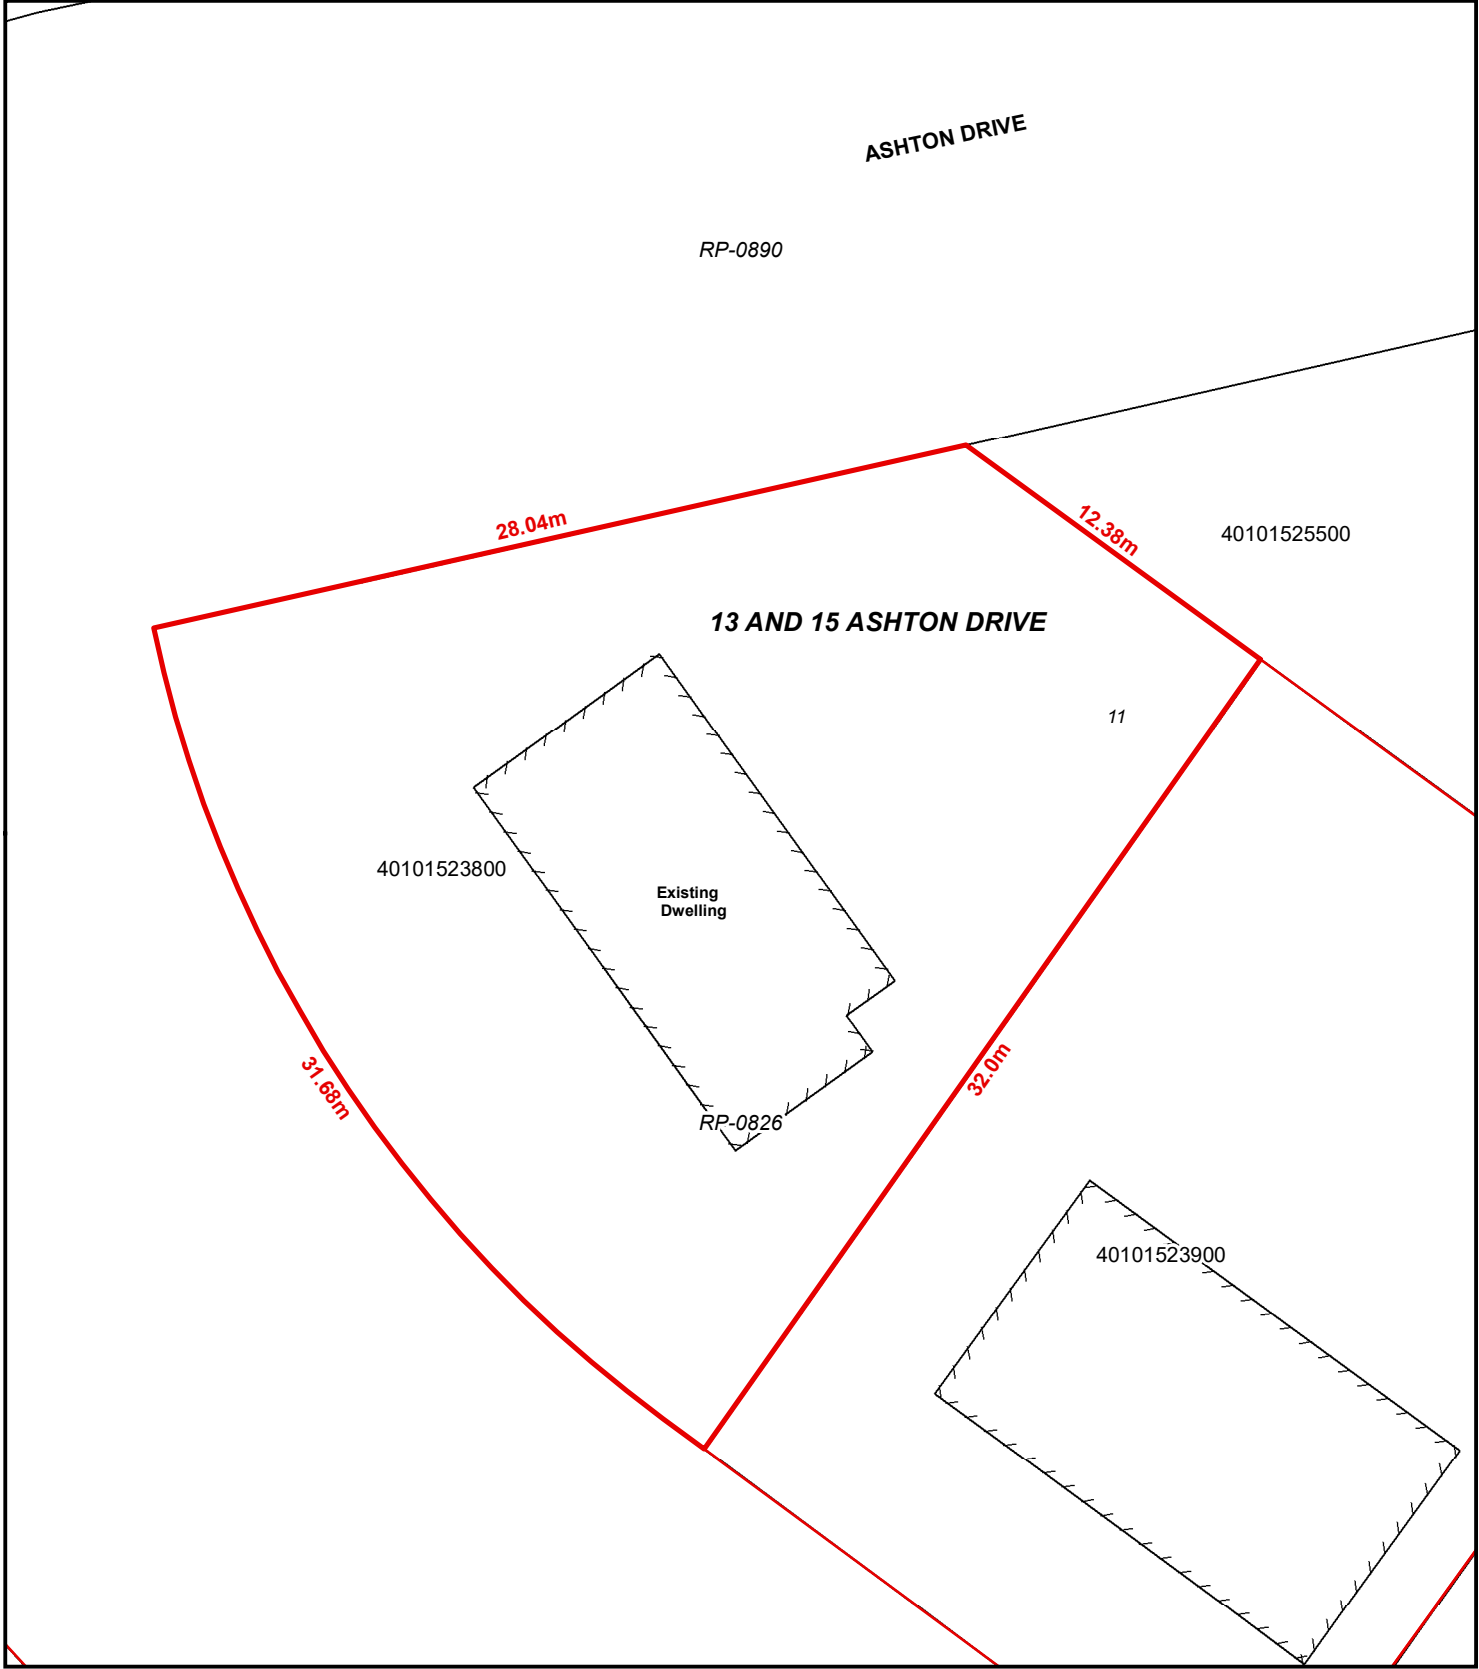 ASHTON DRIVE
RP-0890
28.04m
12.38m
40101525500
13 AND 15 ASHTON DRIVE
11
40101523800
Existing
Dwelling
31.68m
32.0m
RP-0826
40101523900